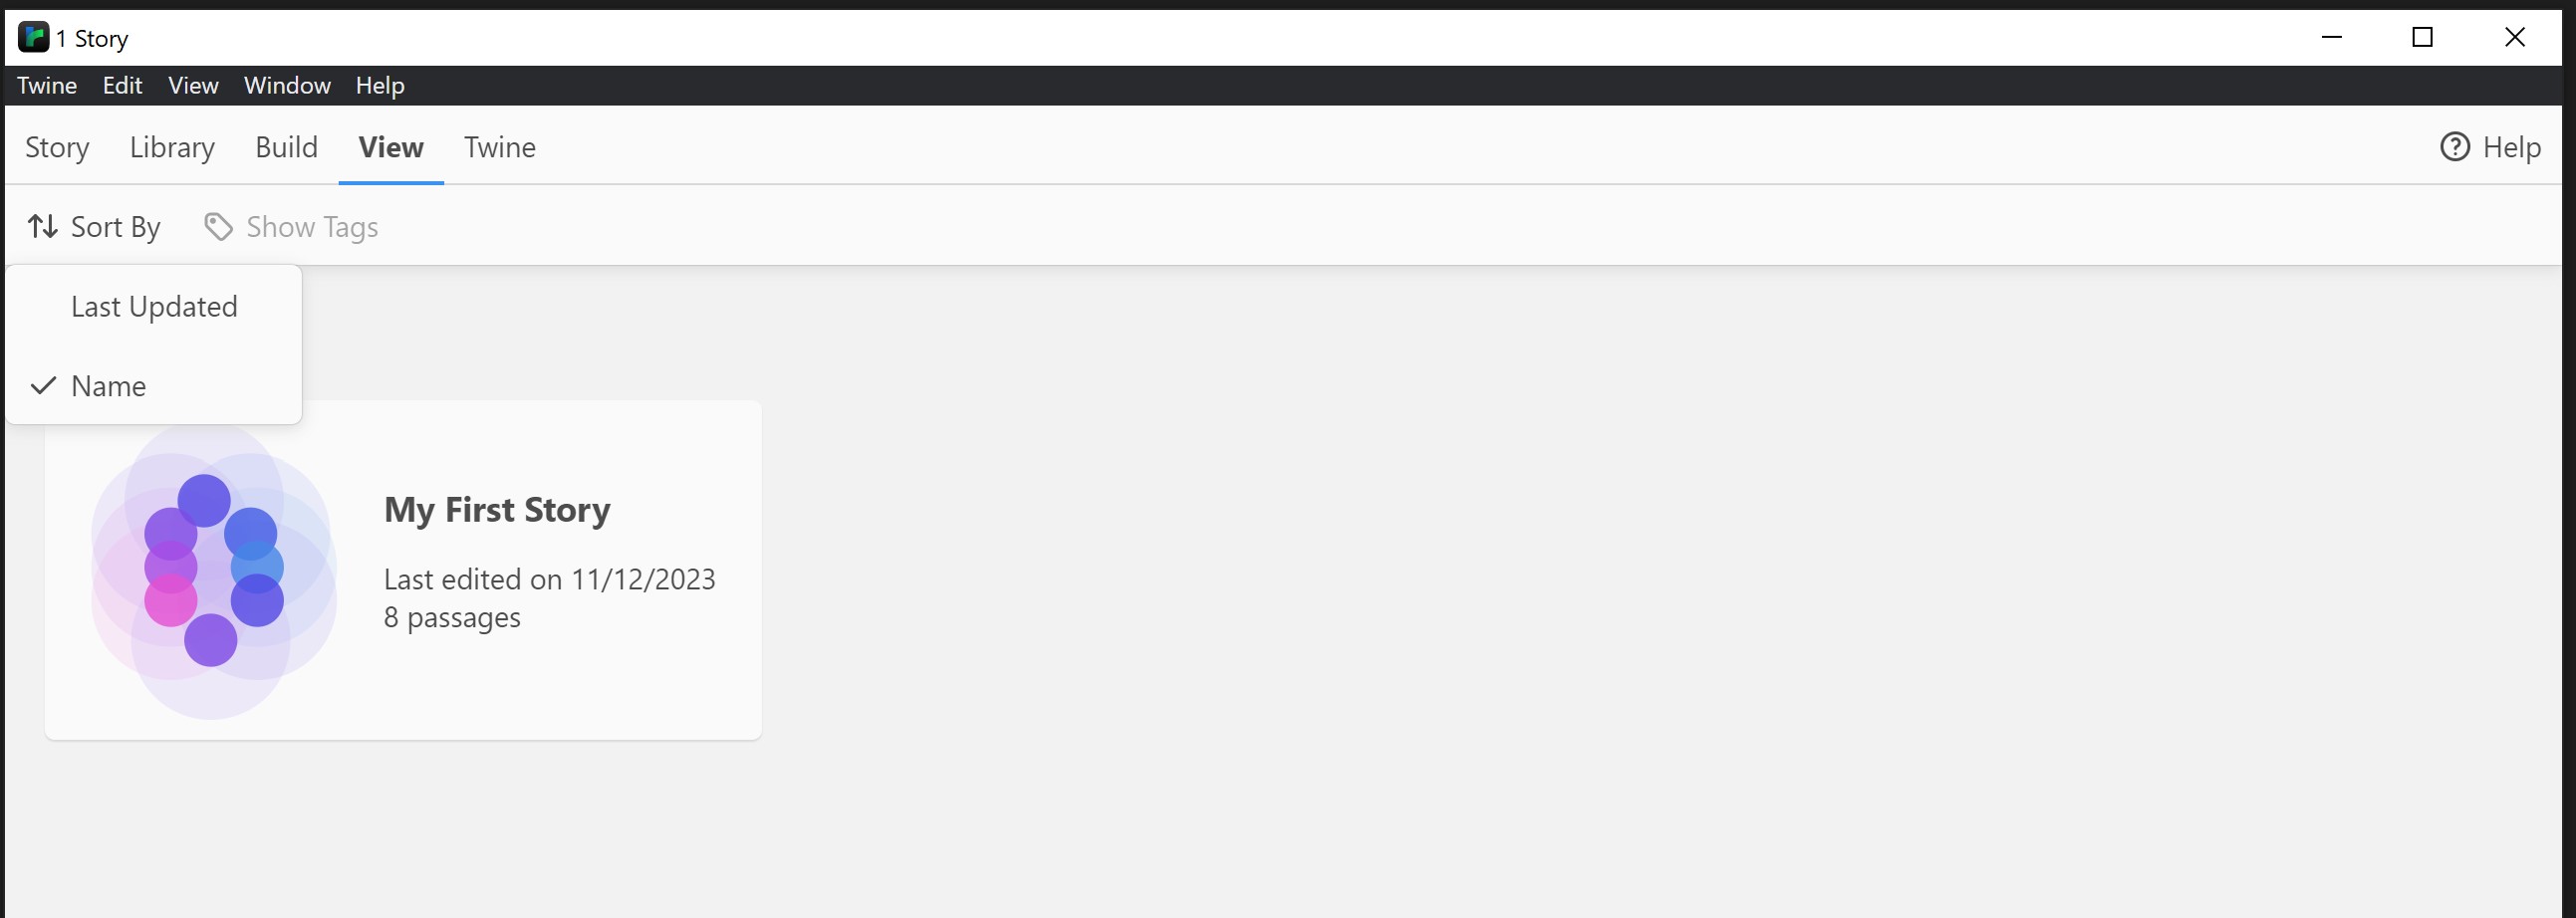 1 Story
Twine Edit View Window Help
Story Library Build View Twine Help
Sort By Show Tags
Last Updated
Name
My First Story
Last edited on 11/12/2023
8 passages